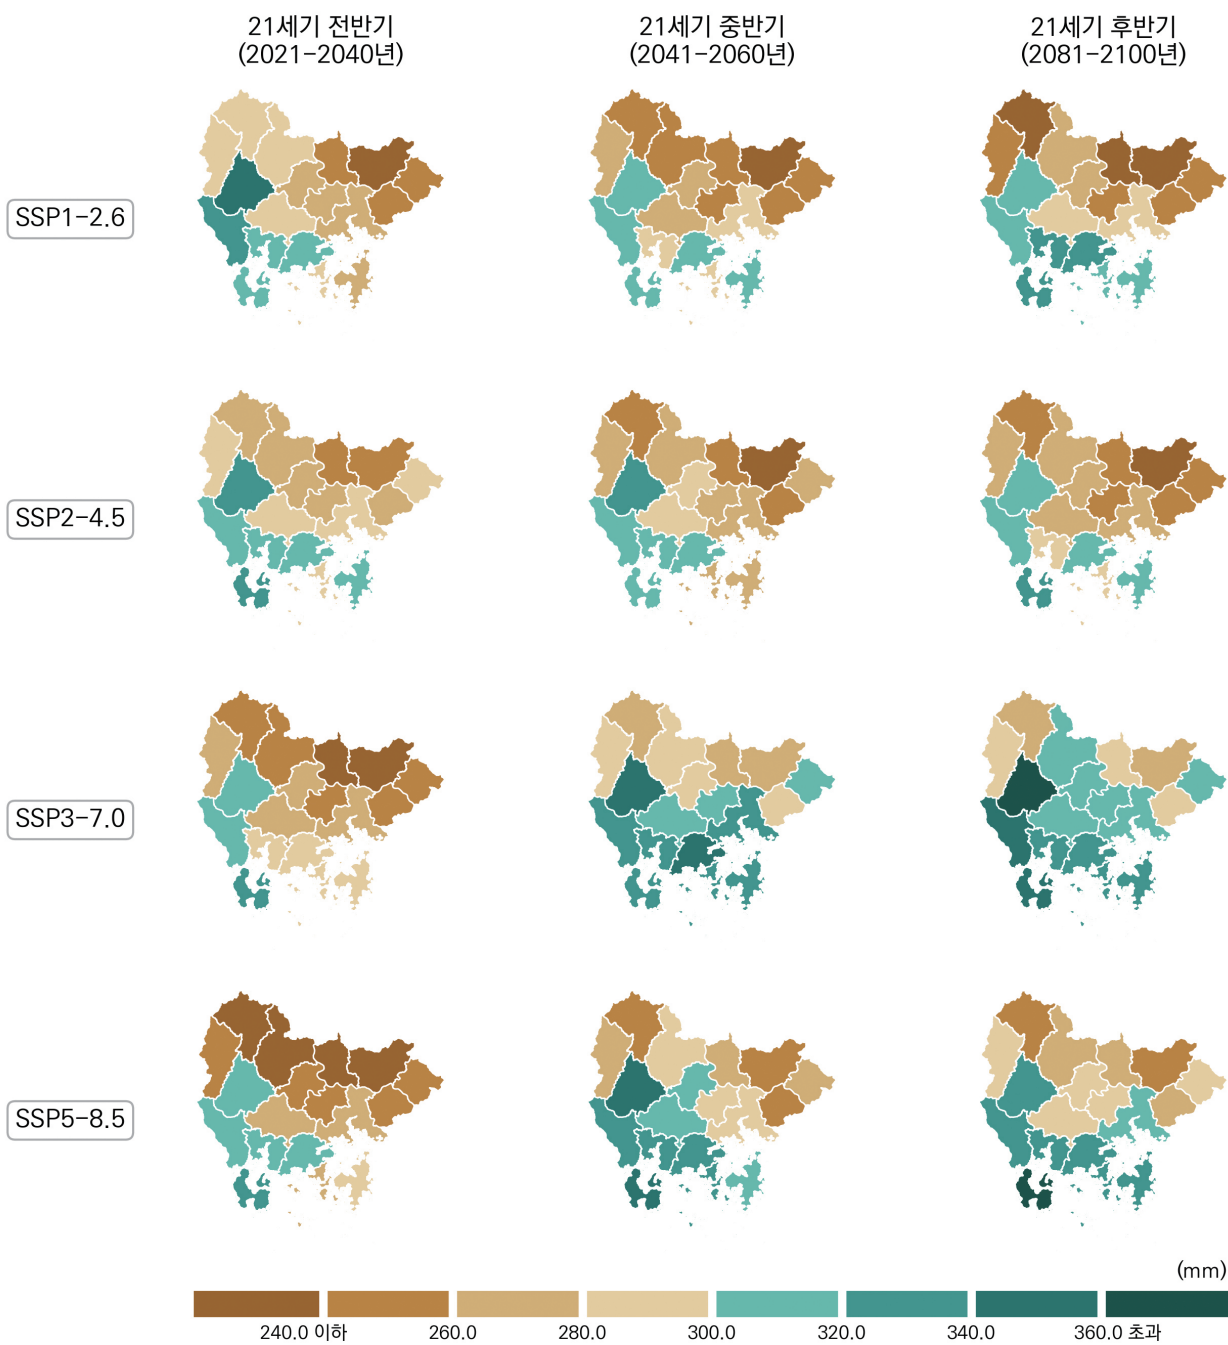 21세기 전반기
(2021-2040년)
21세기 중반기
(2041-2060년)
21세기 후반기
(2081-2100년)
SSP1-2.6
SSP2-4.5
SSP3-7.0
SSP5-8.5
(mm)
240.0 이하
260.0
280.0
300.0
320.0
340.0
360.0 초과